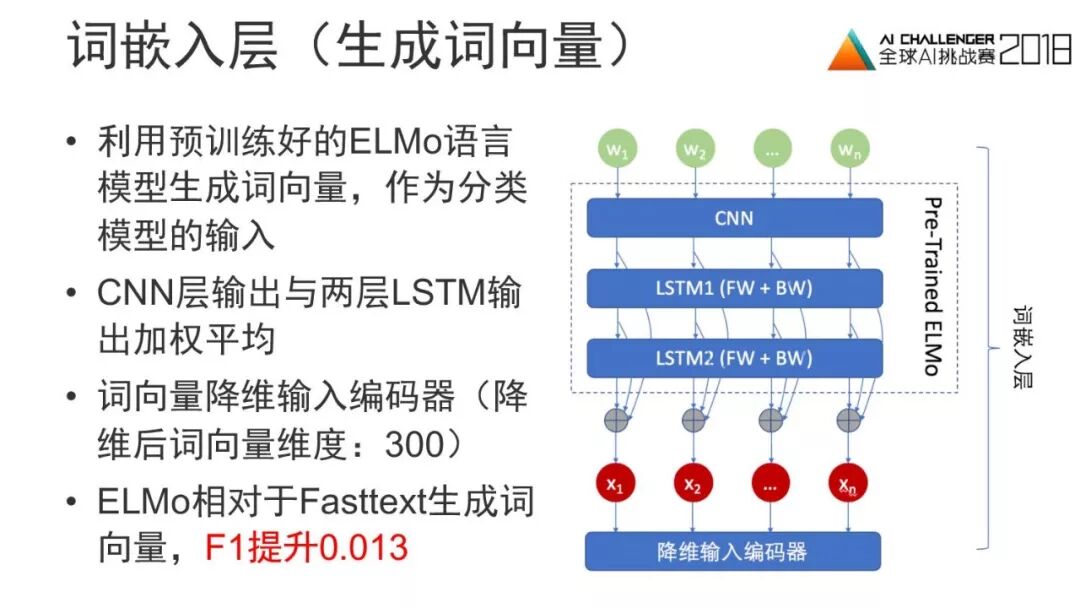 词嵌入层（生成词向量）
AI CHALLENGER
全球AI挑战赛 2018
• 利用预训练好的ELMo语言
模型生成词向量，作为分类
模型的输入
• CNN层输出与两层LSTM输
出加权平均
• 词向量降维输入编码器（降
维后词向量维度：300）
• ELMo相对于Fasttext生成词
向量，F1提升0.013
w1 w2 ... wn
CNN
LSTM1 (FW + BW)
LSTM2 (FW + BW)
Pre-Trained ELMo
x1 x2 ... xn
降维输入编码器
词嵌入层